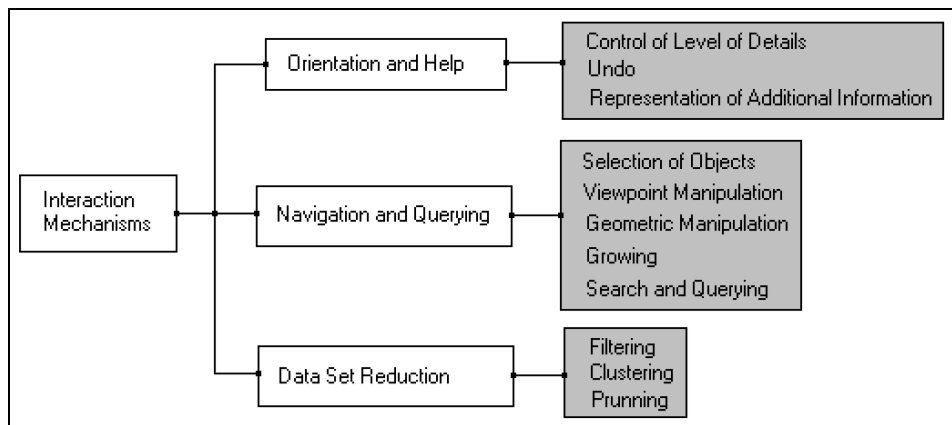 Interaction
Mechanisms
Orientation and Help
Control of Level of Details
Undo
Representation of Additional Information
Navigation and Querying
Selection of Objects
Viewpoint Manipulation
Geometric Manipulation
Growing
Search and Querying
Data Set Reduction
Filtering
Clustering
Prunning